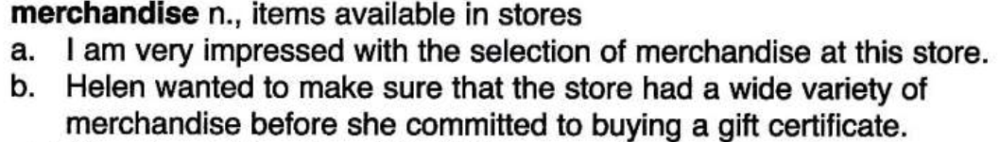 merchandise n., items available in stores
a. I am very impressed with the selection of merchandise at this store.
b. Helen wanted to make sure that the store had a wide variety of
merchandise before she committed to buying a gift certificate.